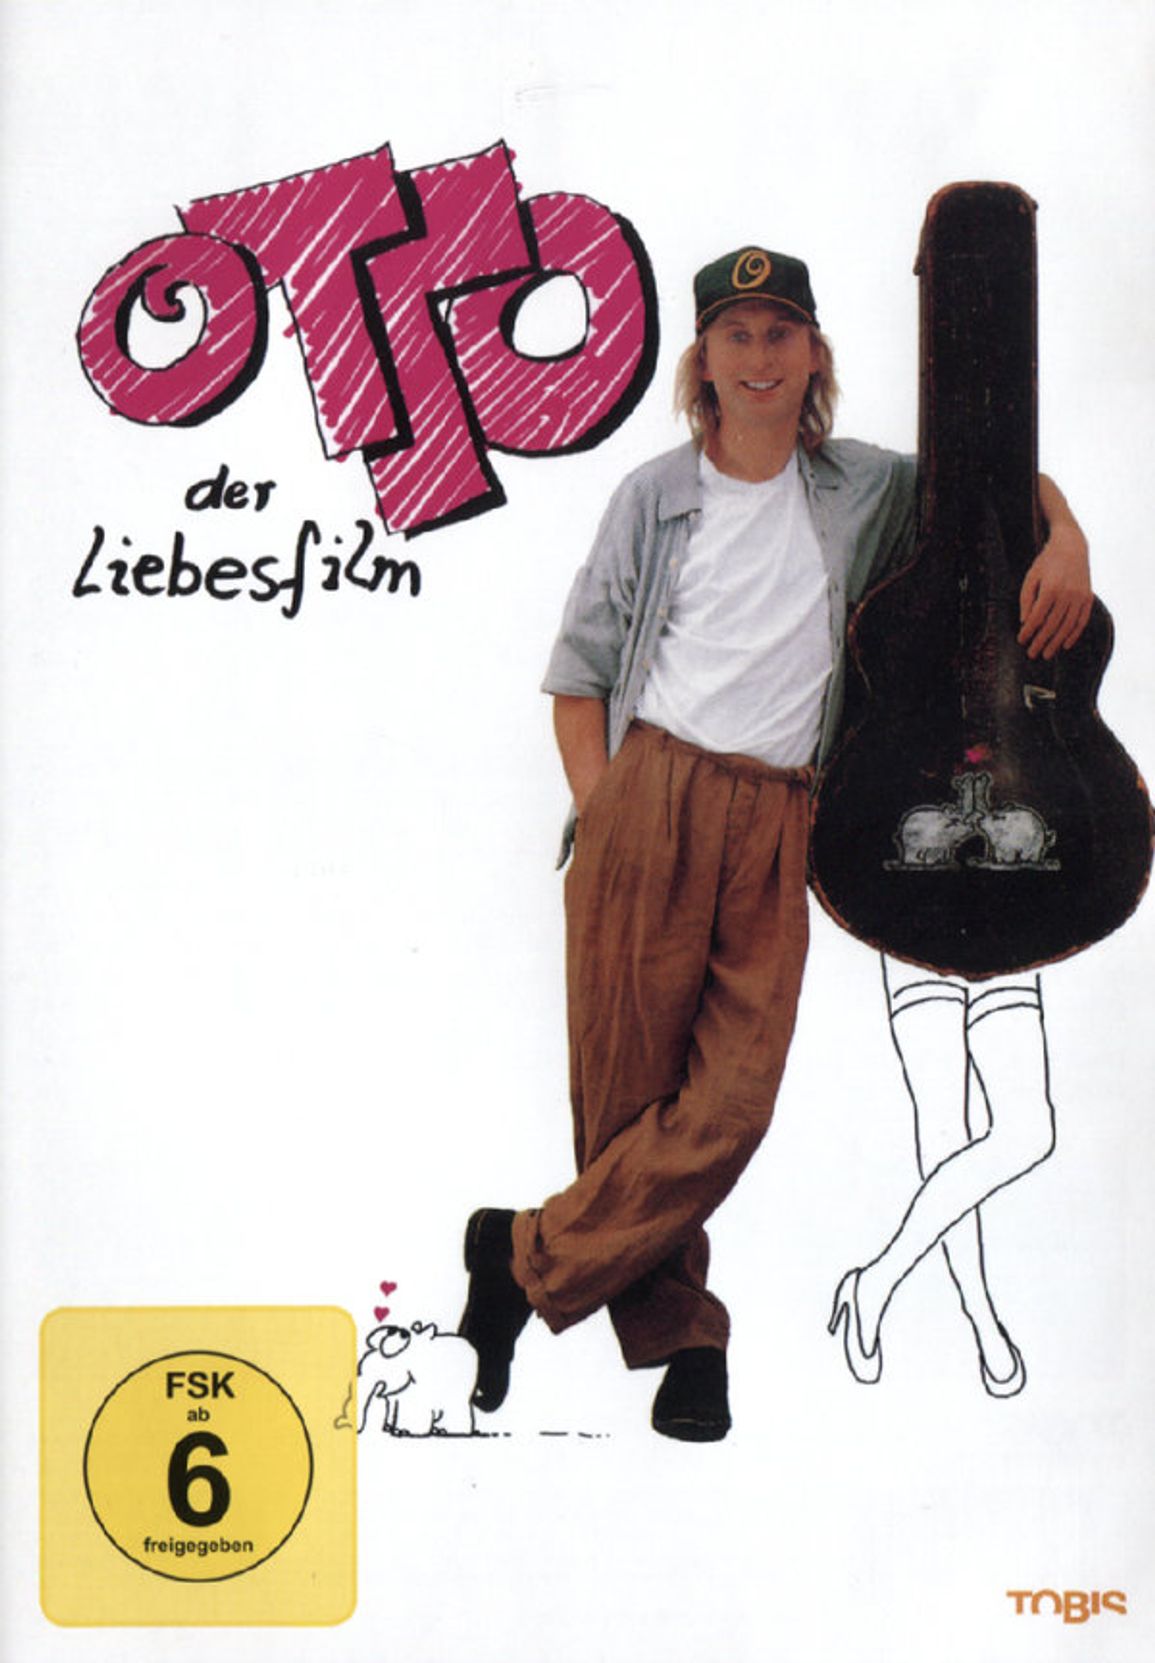 OTTO
der
Liebesfilm
O
FSK
ab
6
freigegeben
TOBIS